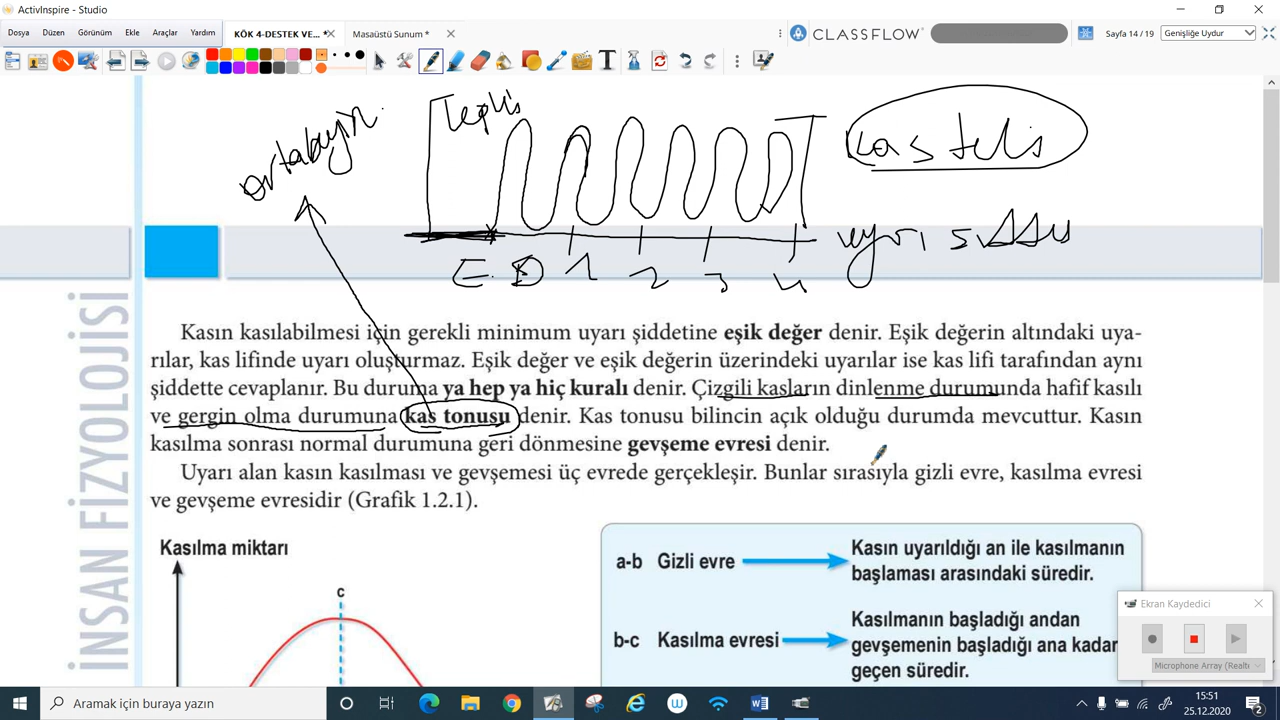 ActivInspire - Studio
Dosya Düzen Görünüm Ekle Araçlar Yardım
KÖK 4-DESTEK VE...*
Masaüstü Sunum *
CLASSFLOW
Sayfa 14 / 19
Genişliğe Uydur
ortabeyin
Tepki
uyarı şiddeti
E.D 1 2 3 4
İNSAN FİZYOLOJİSİ
Kasın kasılabilmesi için gerekli minimum uyarı şiddetine eşik değer denir. Eşik değerin altındaki uya-
rılar, kas lifinde uyarı oluşturmaz. Eşik değer ve eşik değerin üzerindeki uyarılar ise kas lifi tarafından aynı
şiddette cevaplanır. Bu duruma ya hep ya hiç kuralı denir. Çizgili kasların dinlenme durumunda hafif kasılı
ve gergin olma durumuna kas tonusu denir. Kas tonusu bilincin açık olduğu durumda mevcuttur. Kasın
kasılma sonrası normal durumuna geri dönmesine gevşeme evresi denir.
Uyarı alan kasın kasılması ve gevşemesi üç evrede gerçekleşir. Bunlar sırasıyla gizli evre, kasılma evresi
ve gevşeme evresidir (Grafik 1.2.1).
Kasılma miktarı
c
a-b Gizli evre
Kasın uyarıldığı an ile kasılmanın
başlaması arasındaki süredir.
b-c Kasılma evresi
Kasılmanın başladığı andan
gevşemenin başladığı ana kadar
geçen süredir.
Ekran Kaydedici
Microphone Array (Realt
Aramak için buraya yazın
15:51
25.12.2020
2